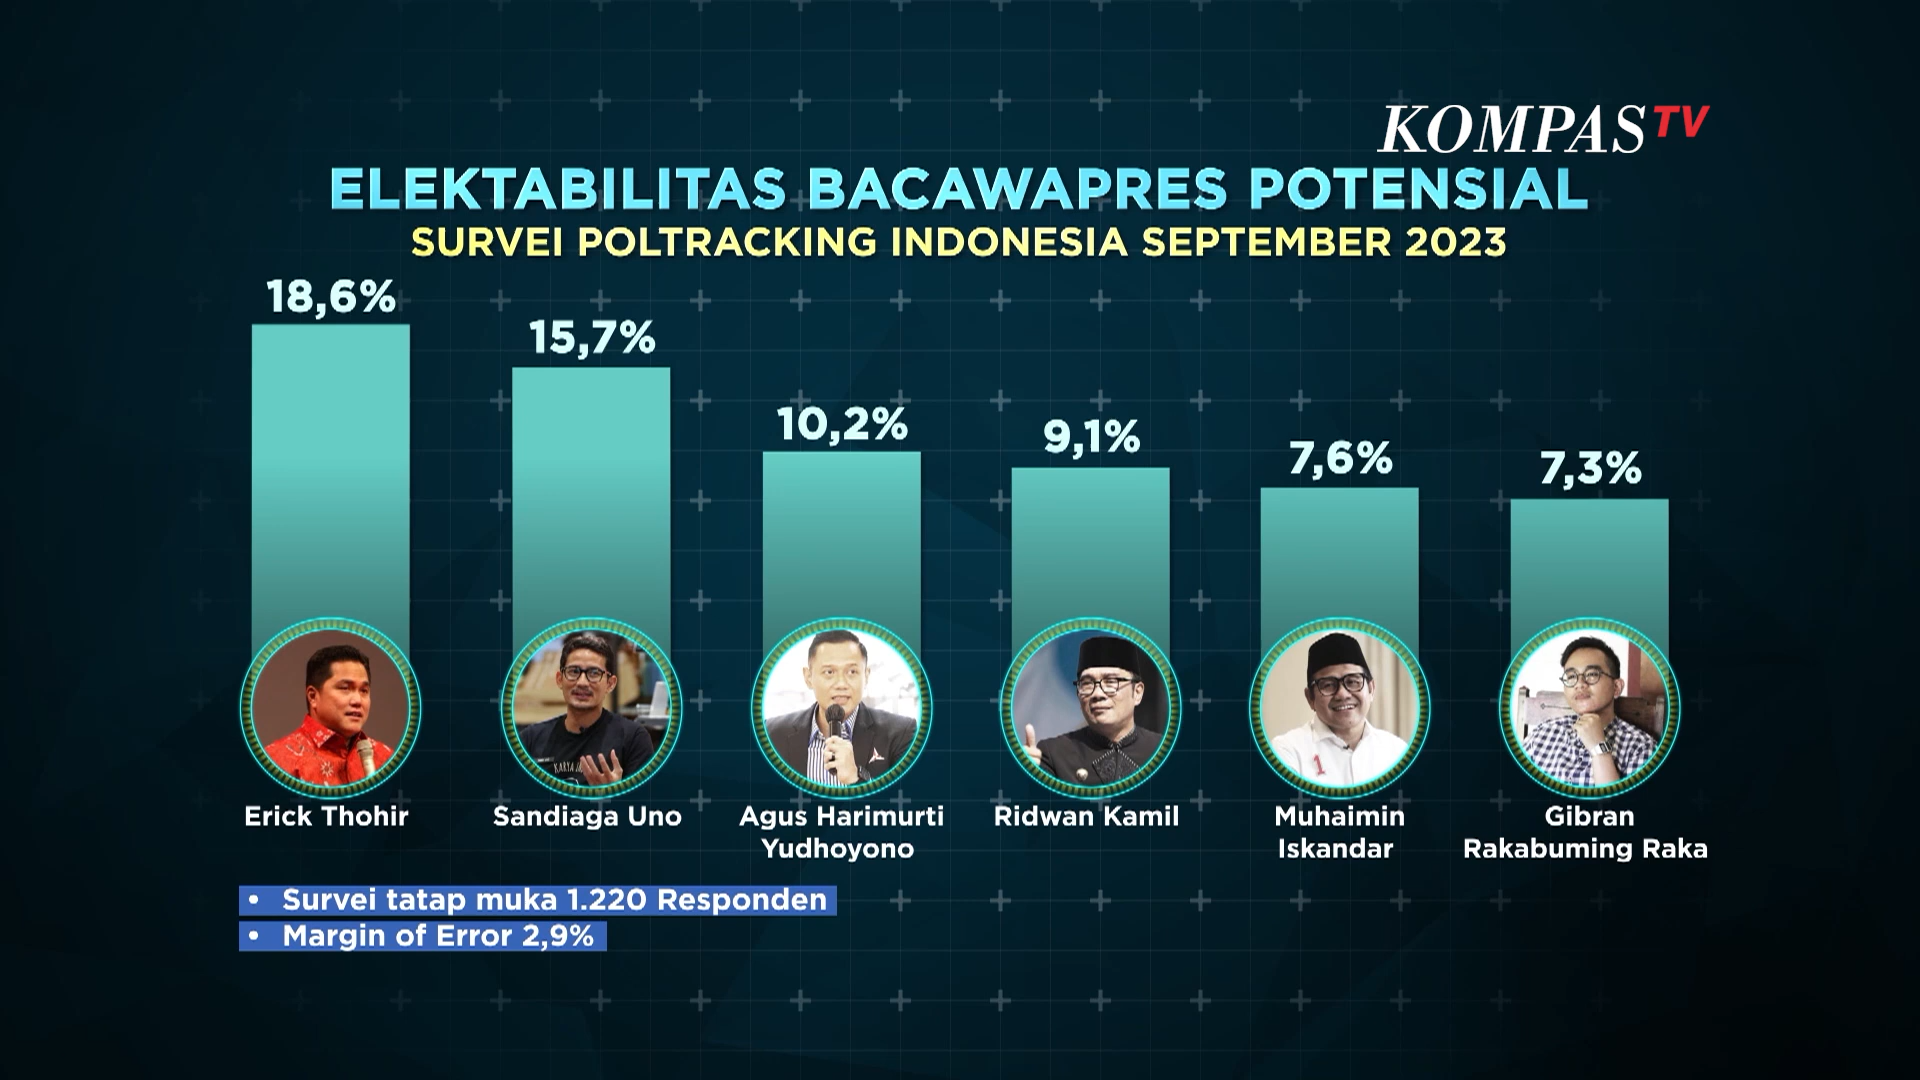 KOMPAS TV
ELEKTABILITAS BACAWAPRES POTENSIAL
SURVEI POLTRACKING INDONESIA SEPTEMBER 2023
18,6%
15,7%
10,2%
9,1%
7,6%
7,3%
Erick Thohir
Sandiaga Uno
Agus Harimurti
Yudhoyono
Ridwan Kamil
Muhaimin
Iskandar
Gibran
Rakabuming Raka
• Survei tatap muka 1.220 Responden
• Margin of Error 2,9%